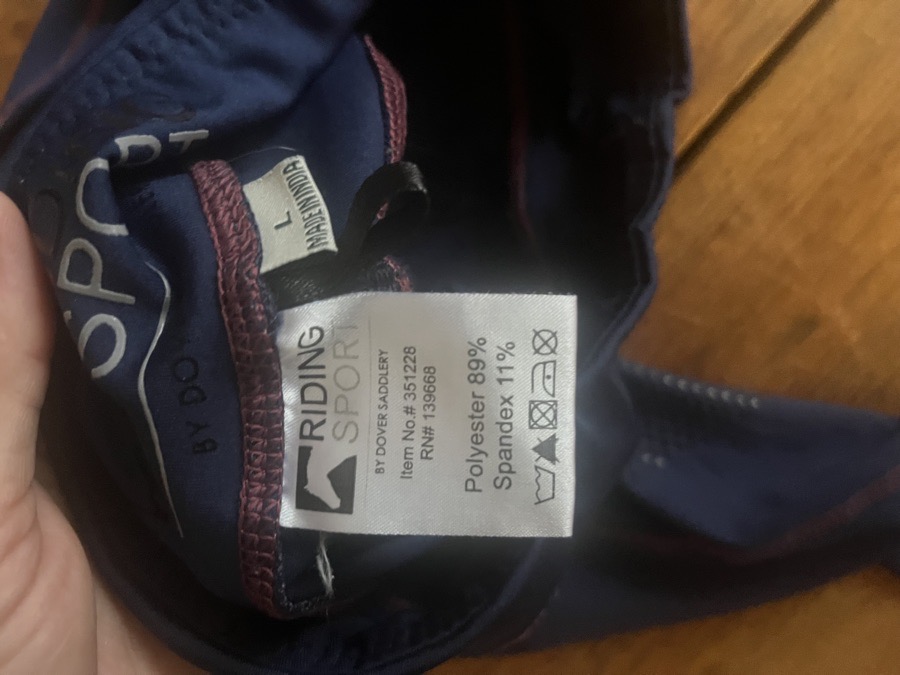 SPORT
BY DO
L
MADE IN INDIA
RIDING
SPORT
BY DOVER SADDLERY
Item No.# 351228
RN# 139668
Polyester 89%
Spandex 11%